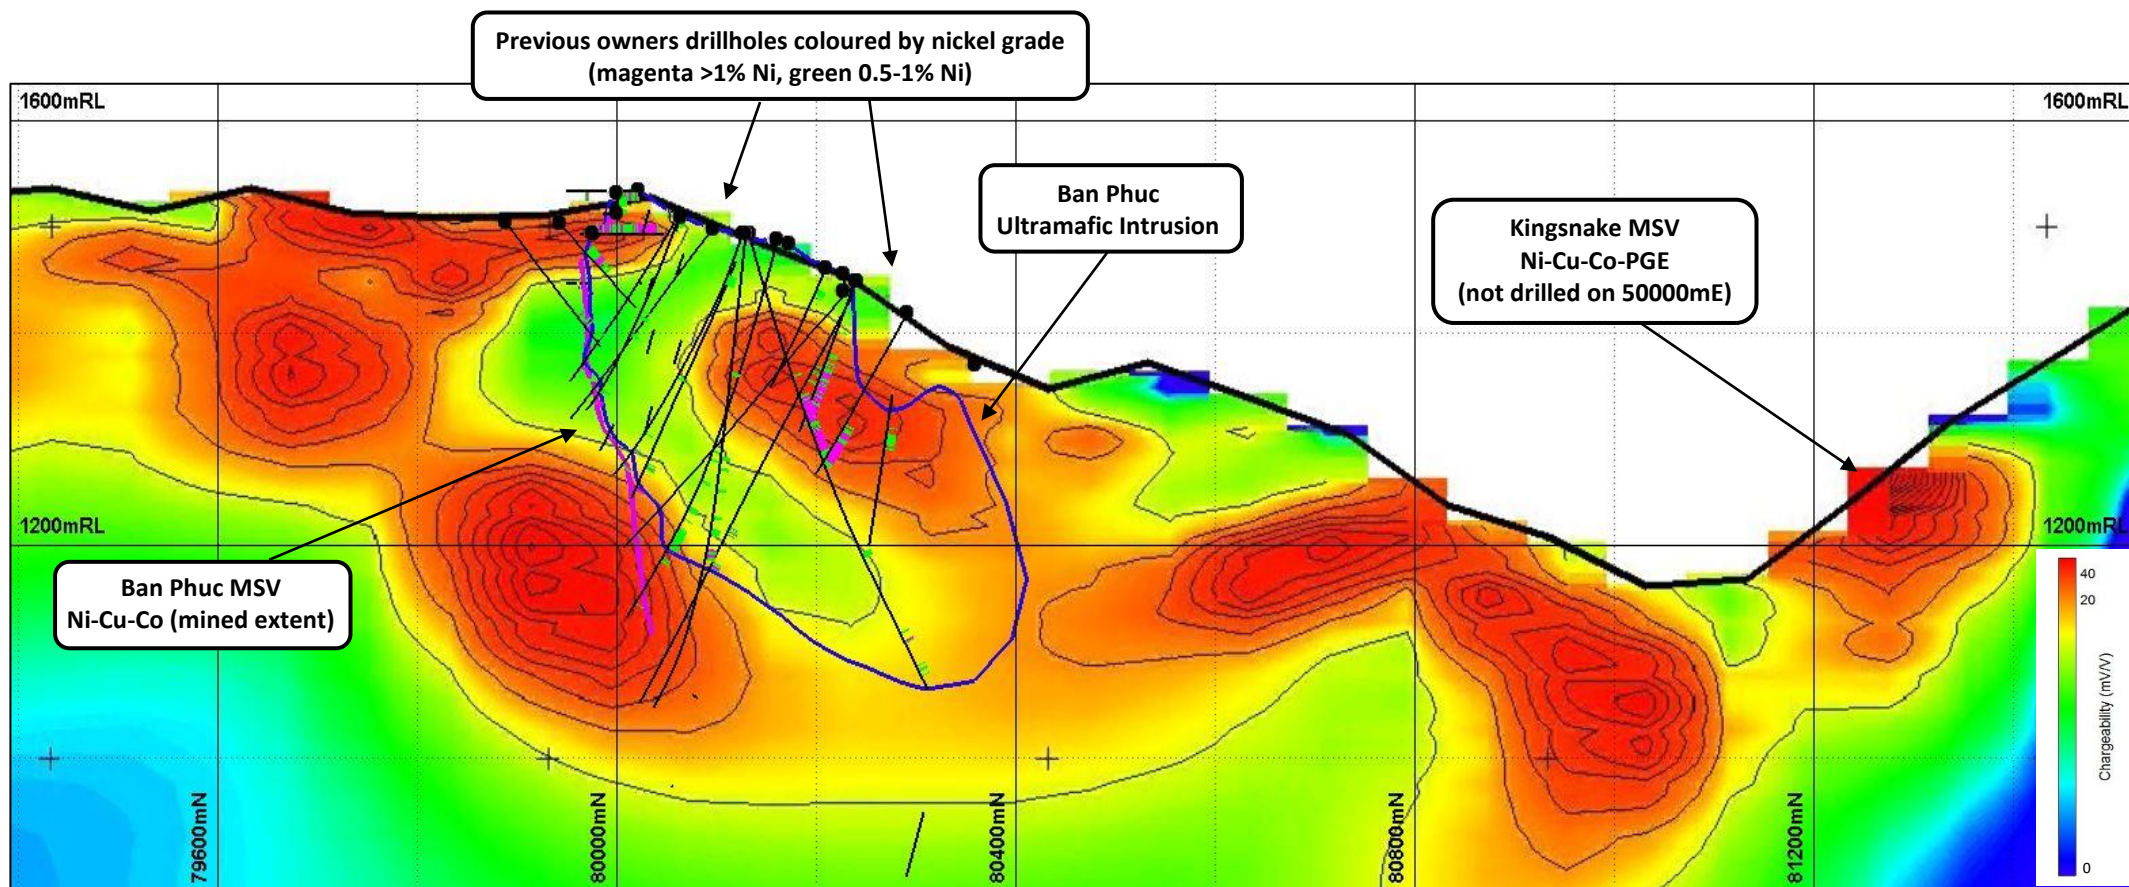 Previous owners drillholes coloured by nickel grade
(magenta >1% Ni, green 0.5-1% Ni)
1600mRL
1600mRL
Ban Phuc
Ultramafic Intrusion
Kingsnake MSV
Ni-Cu-Co-PGE
(not drilled on 50000mE)
1200mRL
1200mRL
Ban Phuc MSV
Ni-Cu-Co (mined extent)
40
20
Chargeability (mV/V)
0
79600mN
80000mN
80400mN
80800mN
81200mN